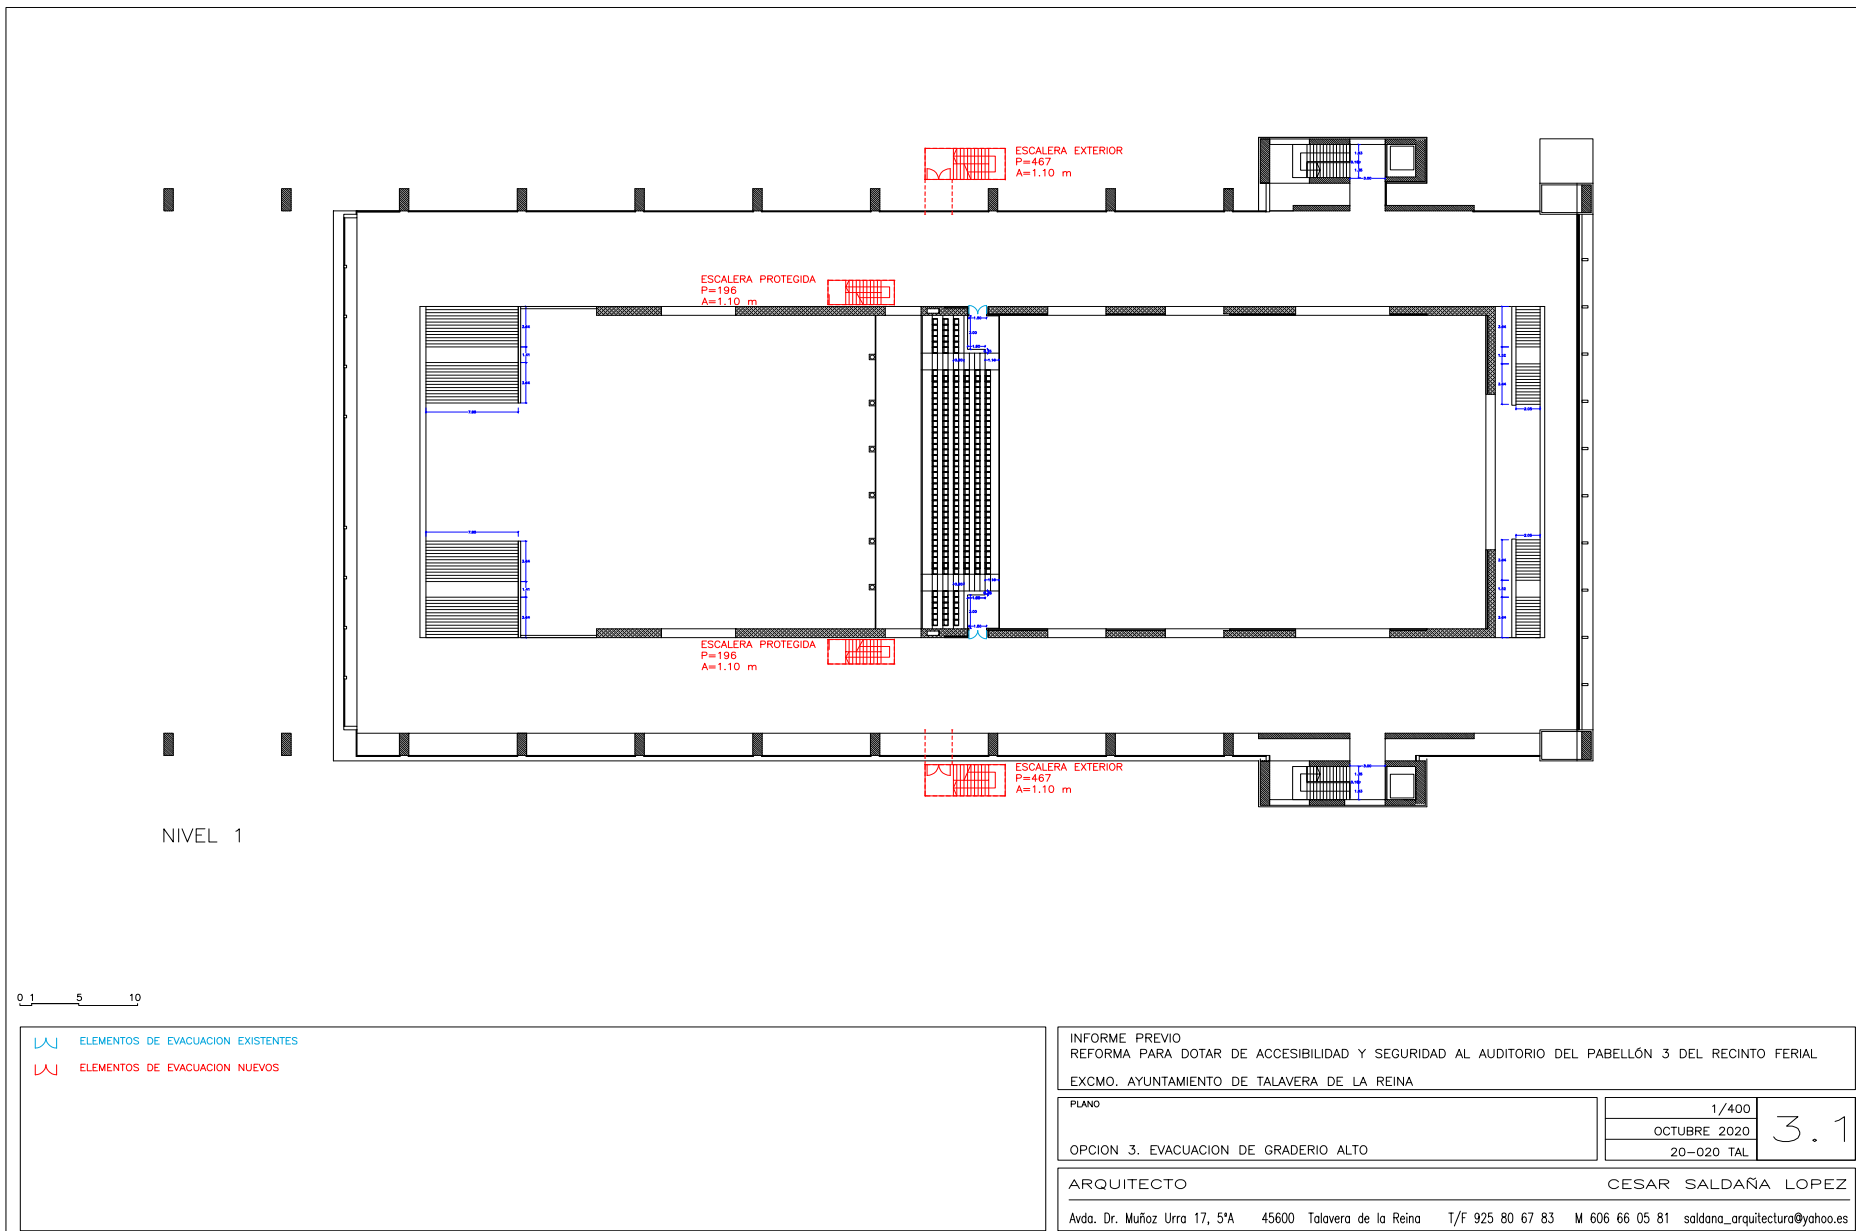 ESCALERA EXTERIOR
P=467
A=1.10 m
ESCALERA PROTEGIDA
P=196
A=1.10 m
ESCALERA PROTEGIDA
P=196
A=1.10 m
ESCALERA EXTERIOR
P=467
A=1.10 m
NIVEL 1
0 1 5 10
ELEMENTOS DE EVACUACION EXISTENTES
ELEMENTOS DE EVACUACION NUEVOS
INFORME PREVIO
REFORMA PARA DOTAR DE ACCESIBILIDAD Y SEGURIDAD AL AUDITORIO DEL PABELLÓN 3 DEL RECINTO FERIAL
EXCMO. AYUNTAMIENTO DE TALAVERA DE LA REINA
PLANO
OPCION 3. EVACUACION DE GRADERIO ALTO
1/400
OCTUBRE 2020
20-020 TAL
3.1
ARQUITECTO CESAR SALDAÑA LOPEZ
Avda. Dr. Muñoz Urra 17, 5ºA 45600 Talavera de la Reina T/F 925 80 67 83 M 606 66 05 81 saldana_arquitectura@yahoo.es